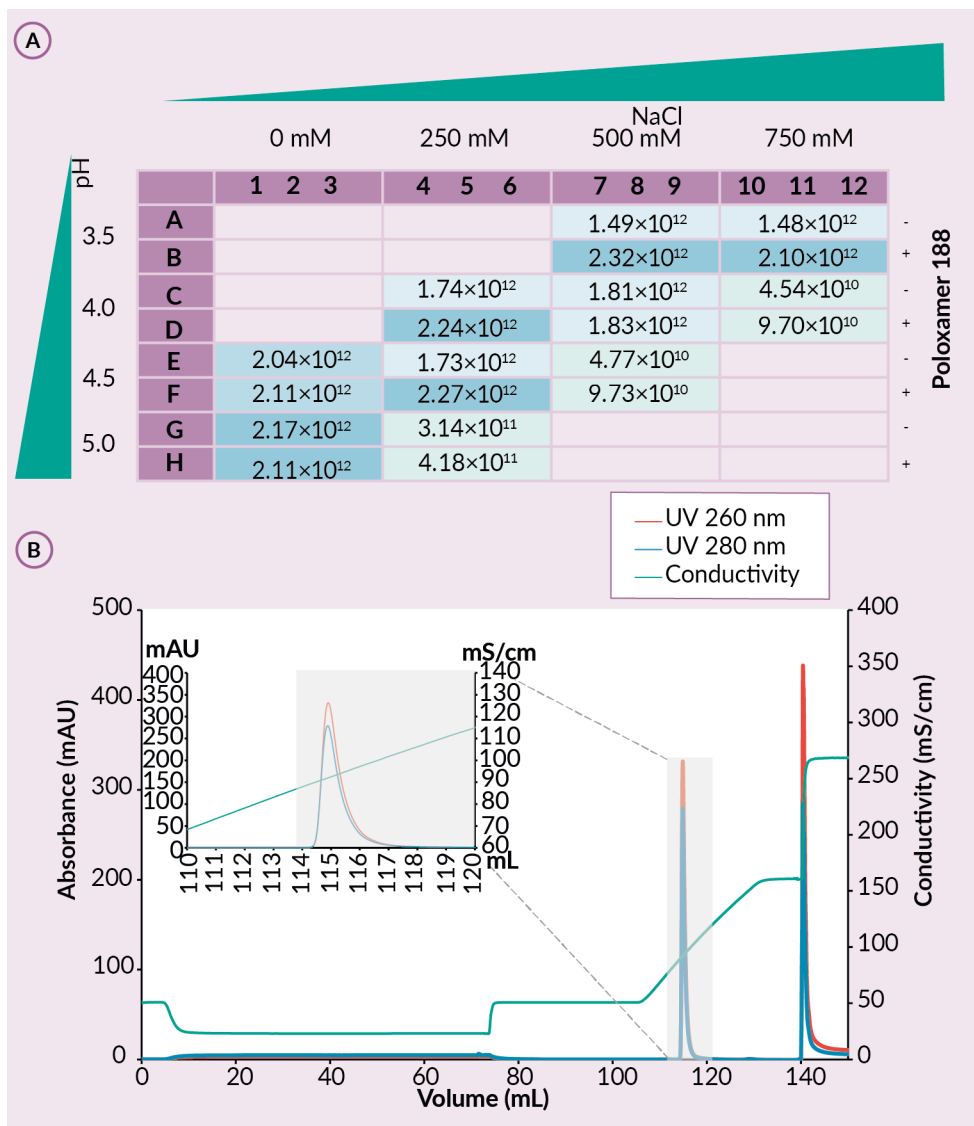 A
NaCl
0 mM 250 mM 500 mM 750 mM
pH
1 2 3 4 5 6 7 8 9 10 11 12
A 1.49×10¹² 1.48×10¹² -
3.5
B 2.32×10¹² 2.10×10¹² +
C 1.74×10¹² 1.81×10¹² 4.54×10¹⁰ -
4.0
D 2.24×10¹² 1.83×10¹² 9.70×10¹⁰ +
E 2.04×10¹² 1.73×10¹² 4.77×10¹⁰ -
4.5
F 2.11×10¹² 2.27×10¹² 9.73×10¹⁰ +
G 2.17×10¹² 3.14×10¹¹ -
5.0
H 2.11×10¹² 4.18×10¹¹ +
Poloxamer 188
B
UV 260 nm
UV 280 nm
Conductivity
500
400
300
200
100
0
Absorbance (mAU)
mAU
400
350
300
250
200
150
100
50
0
mS/cm
140
130
120
110
100
90
80
70
60
110 111 112 113 114 115 116 117 118 119 120
mL
400
350
300
250
200
150
100
50
0
Conductivity (mS/cm)
0 20 40 60 80 100 120 140
Volume (mL)